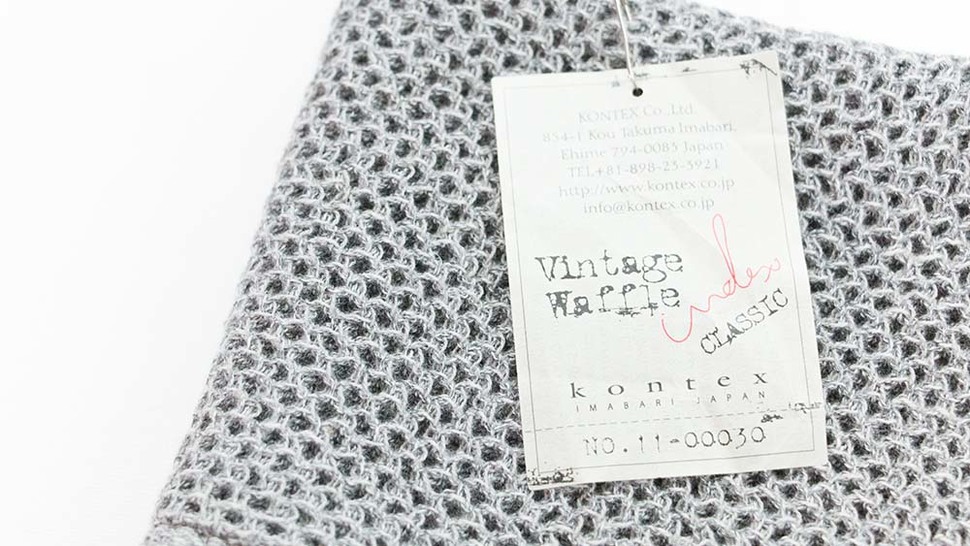 KONTEX Co.,Ltd.
854-1 Kou Takuma Imabari,
Ehime 794-0085 Japan
TEL+81-898-25-5921
http://www.kontex.co.jp
info@kontex.co.jp
Vintage
Waffle
index
CLASSIC
kontex
IMABARI JAPAN
NO.11-00030